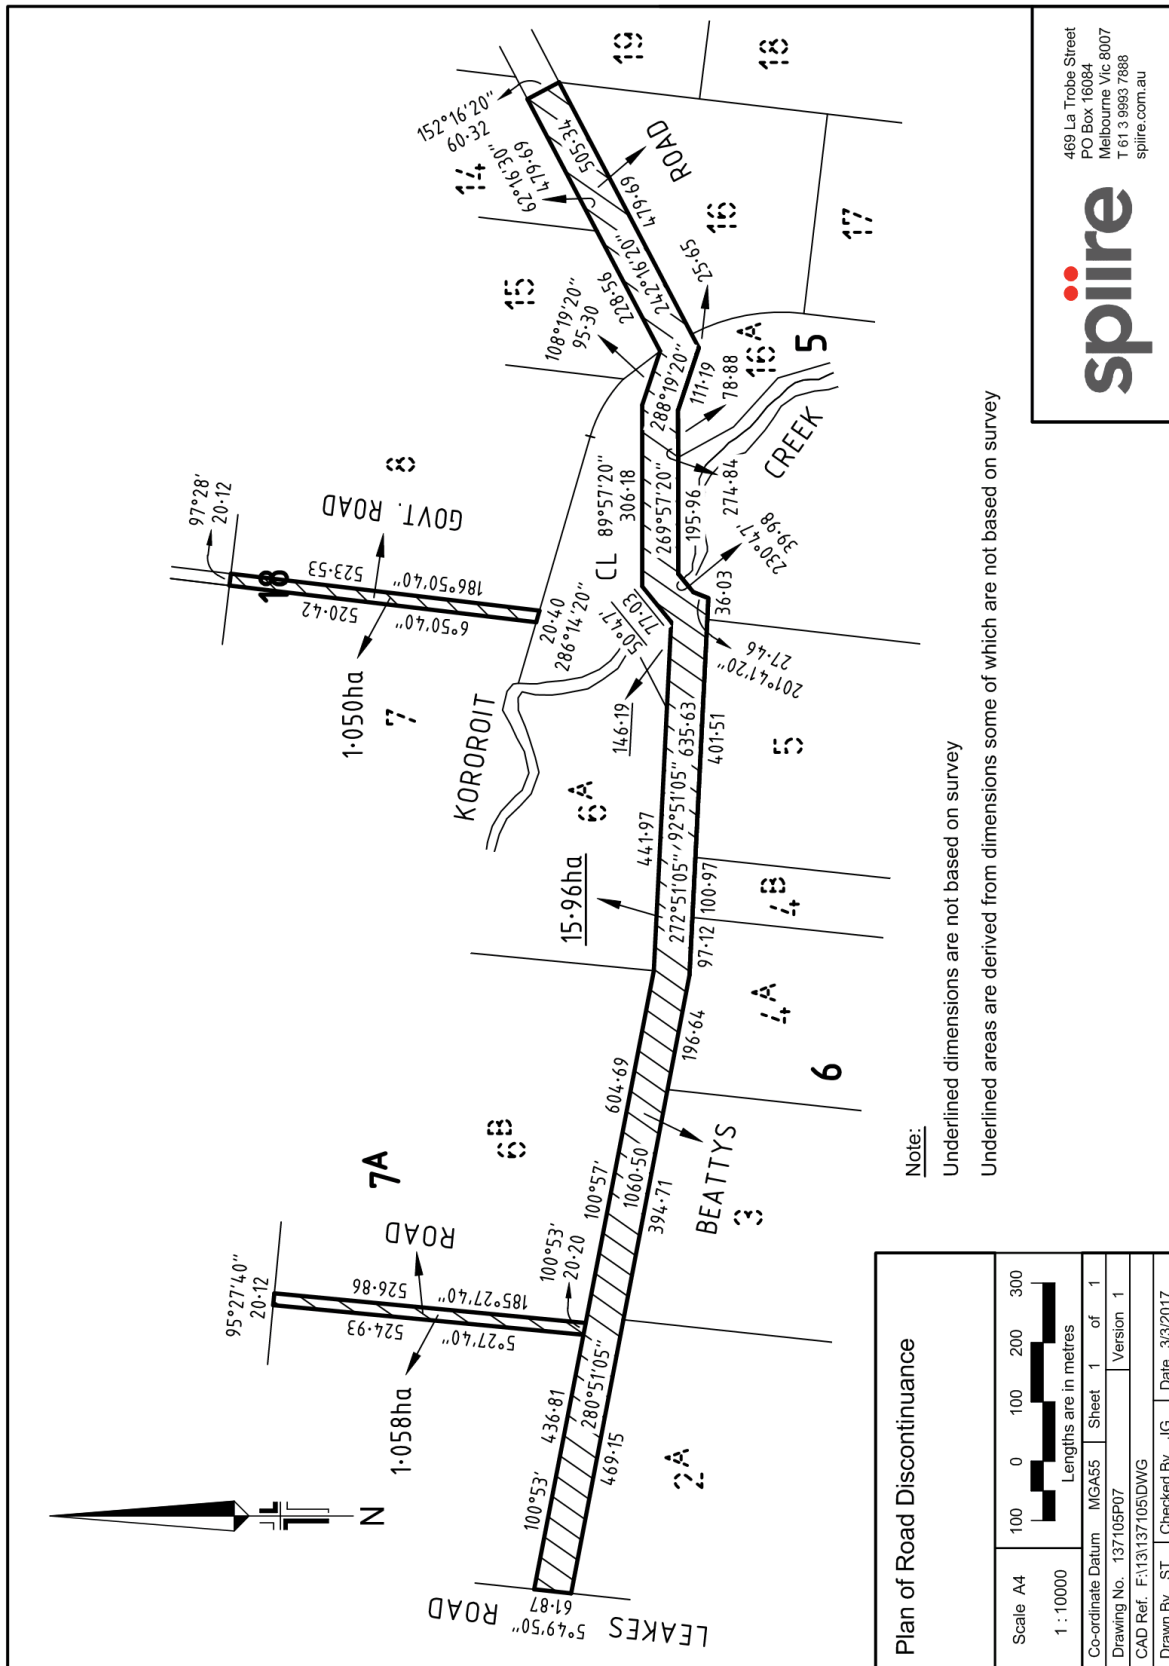 LEAKES ROAD
5°49'50"
61·87
100°53'
436·81
280°51'05"
469·15
2A
1·058ha
95°27'40"
20·12
524·93
5°27'40"
526·86
185°27'40"
ROAD
7A
100°53'
20·20
100°57'
604·69
1060·50
394·71
BEATTYS
3
6B
196·64
4A
6
97·12
100·97
4B
15·96ha
441·97
272°51'05"
92°51'05"
635·63
401·51
5
6A
KOROROIT
146·19
50°47'
77·03
201°41'20"
27·46
36·03
230°47'
39·98
CREEK
CL
1·050ha
7
97°28'
20·12
18
520·42
6°50'40"
523·53
186°50'40"
GOVT. ROAD
8
20·40
286°14'20"
89°57'20"
306·18
269°57'20"
195·96
274·84
78·88
288°19'20"
111·19
108°19'20"
95·30
16A
5
25·65
15
228·56
242°16'20"
479·69
505·34
62°16'30"
479·69
14
152°16'20"
60·32
ROAD
16
17
18
19
N
Note:
Underlined dimensions are not based on survey
Underlined areas are derived from dimensions some of which are not based on survey
Plan of Road Discontinuance
Scale A4
1 : 10000
100 0 100 200 300
Lengths are in metres
Co-ordinate Datum MGA55 Sheet 1 of 1
Drawing No. 137105P07 Version 1
CAD Ref. F:\13\137105\DWG
Drawn By ST Checked By JG Date 3/3/2017
spiire
469 La Trobe Street
PO Box 16084
Melbourne Vic 8007
T 61 3 9993 7888
spiire.com.au